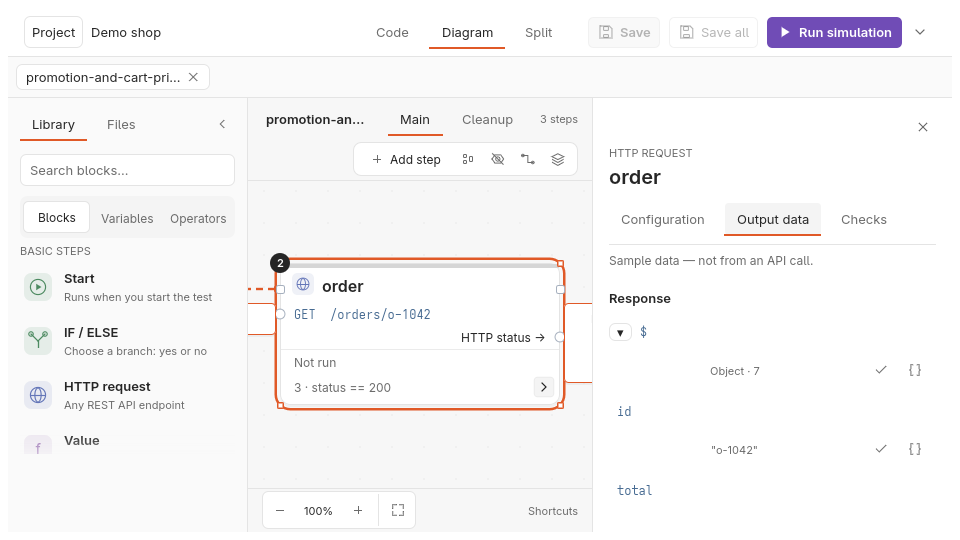 Project Demo shop
Code Diagram Split
Save Save all Run simulation
promotion-and-cart-pri...
Library Files
Search blocks...
Blocks Variables Operators
BASIC STEPS
Start
Runs when you start the test
IF / ELSE
Choose a branch: yes or no
HTTP request
Any REST API endpoint
f Value
promotion-an... Main Cleanup 3 steps
Add step
2
order
GET /orders/o-1042
HTTP status →
Not run
3 · status == 200
100%
Shortcuts
HTTP REQUEST
order
Configuration Output data Checks
Sample data — not from an API call.
Response
$
Object · 7 {}
id
"o-1042" {}
total